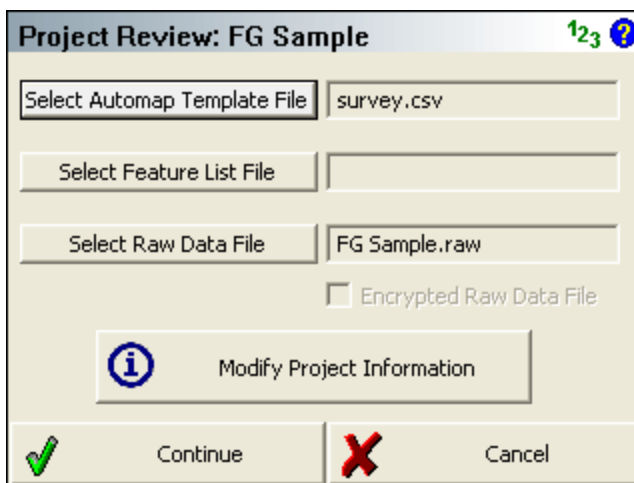 Project Review: FG Sample 123 ?
Select Automap Template File survey.csv
Select Feature List File
Select Raw Data File FG Sample.raw
Encrypted Raw Data File
i Modify Project Information
Continue Cancel